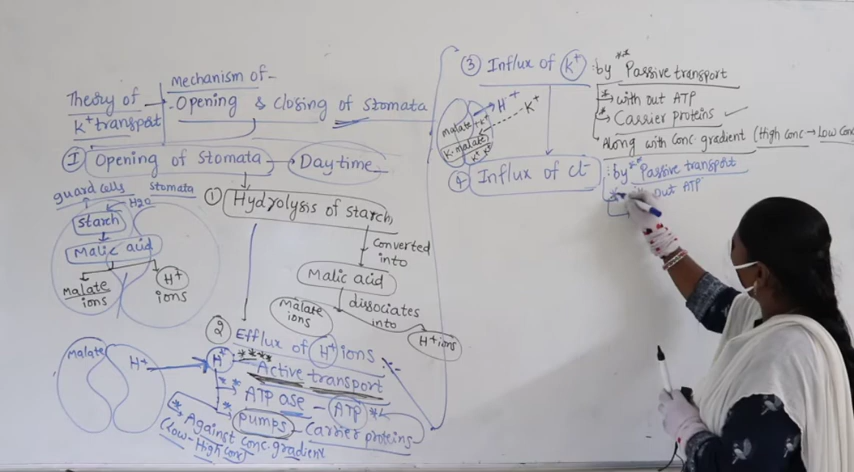 Theory of
K+ transport
mechanism of-
Opening & closing of stomata
I Opening of stomata - Day time
guard cells stomata
starch H2O
Malic acid
Malate ions
H+ ions
① Hydrolysis of starch,
converted
into
Malic acid
dissociates
into
Malate ions
H+ ions
② Efflux of H+ ions
Malate H+
H+ ****
Active transport
* ATP ase - ATP *
* pumps - carrier proteins
* Against conc. gradient
(Low - High conc)
③ Influx of K+ : by ** Passive transport
* with out ATP
* Carrier proteins
Along with Conc. gradient (High conc → Low Conc
malate K+ H+
K+
K-malate
K+ K+
④ Influx of cl- : by ** Passive transport
* out ATP